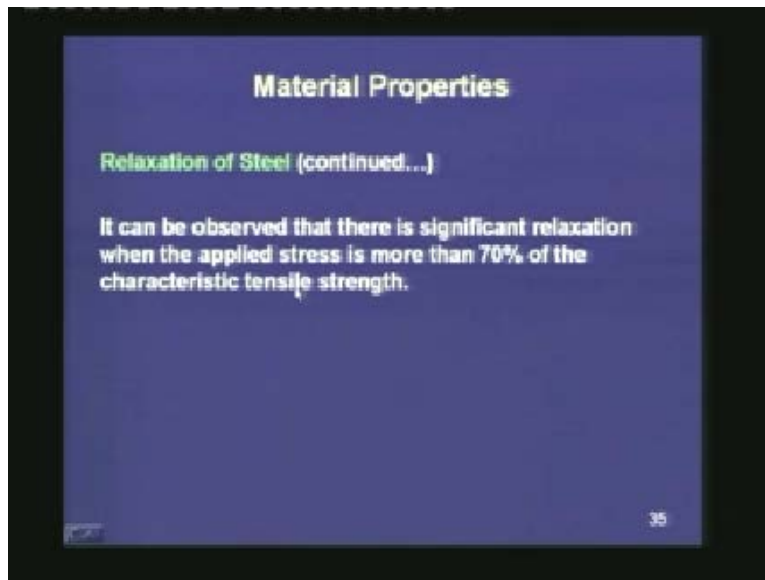 Material Properties
Relaxation of Steel (continued...)
It can be observed that there is significant relaxation
when the applied stress is more than 70% of the
characteristic tensile strength.
35